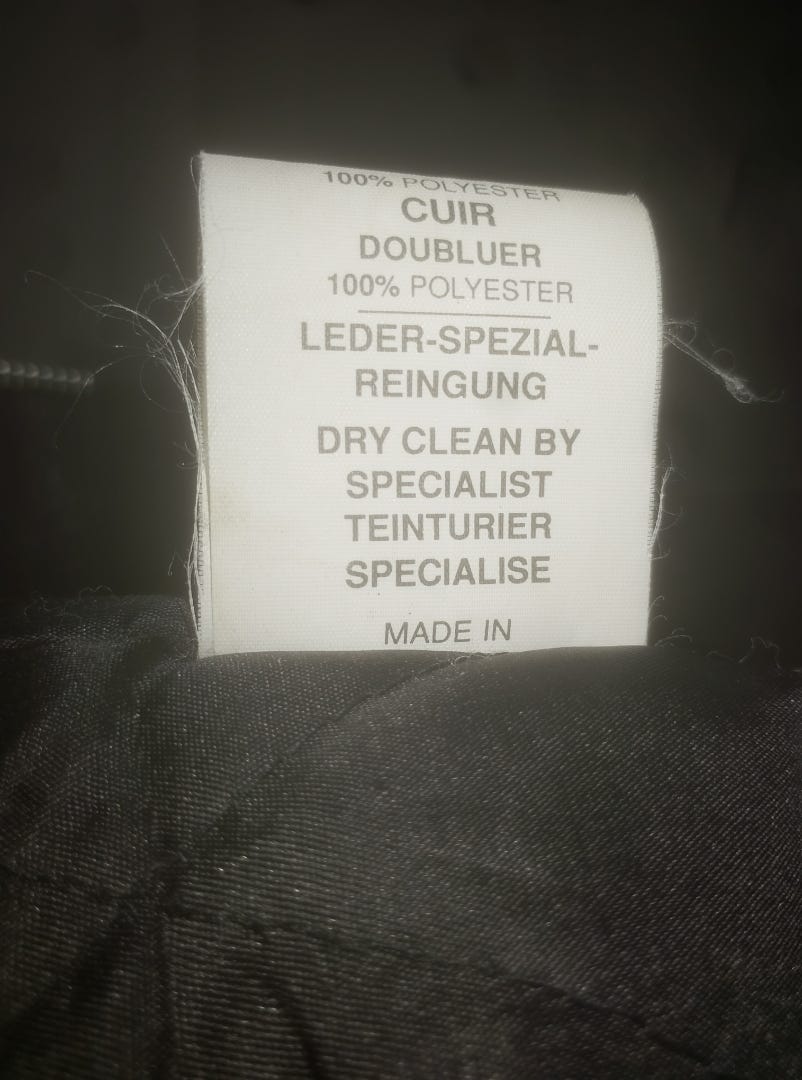 100% POLYESTER
CUIR
DOUBLUER
100% POLYESTER
LEDER-SPEZIAL-
REINGUNG
DRY CLEAN BY
SPECIALIST
TEINTURIER
SPECIALISE
MADE IN